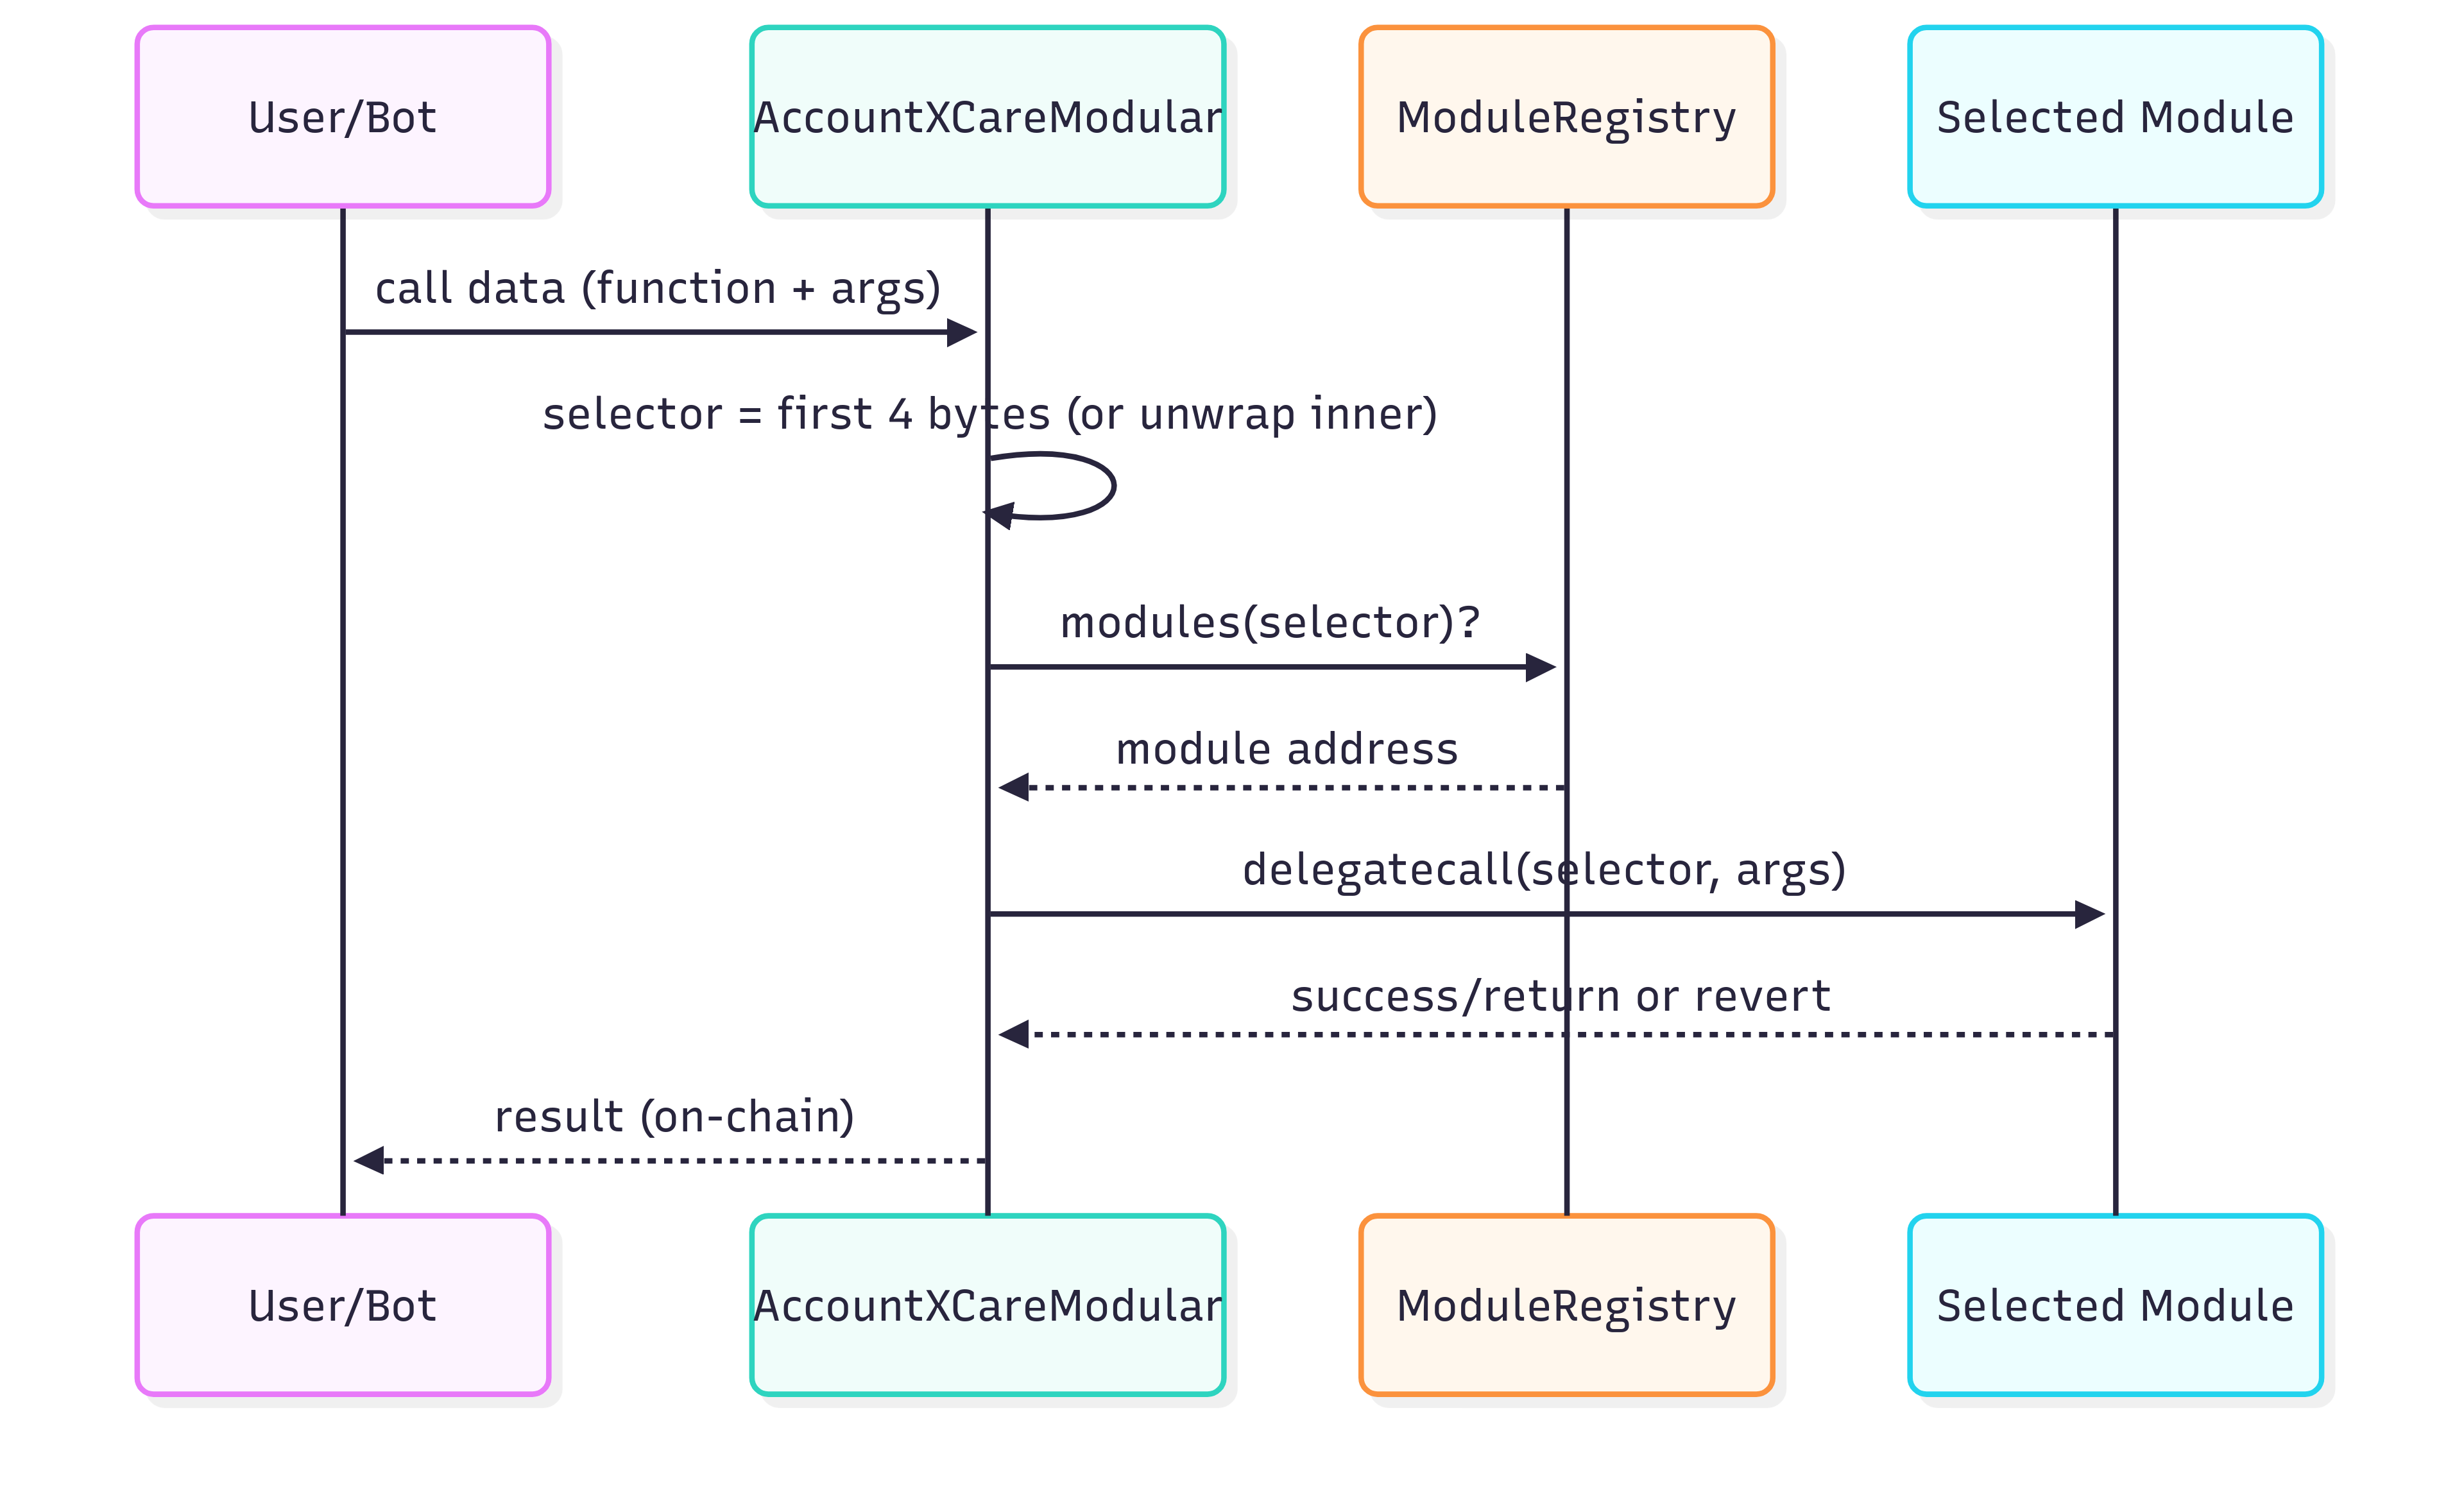 User/Bot
AccountXCareModular
ModuleRegistry
Selected Module
call data (function + args)
selector = first 4 bytes (or unwrap inner)
modules(selector)?
module address
delegatecall(selector, args)
success/return or revert
result (on-chain)
User/Bot
AccountXCareModular
ModuleRegistry
Selected Module